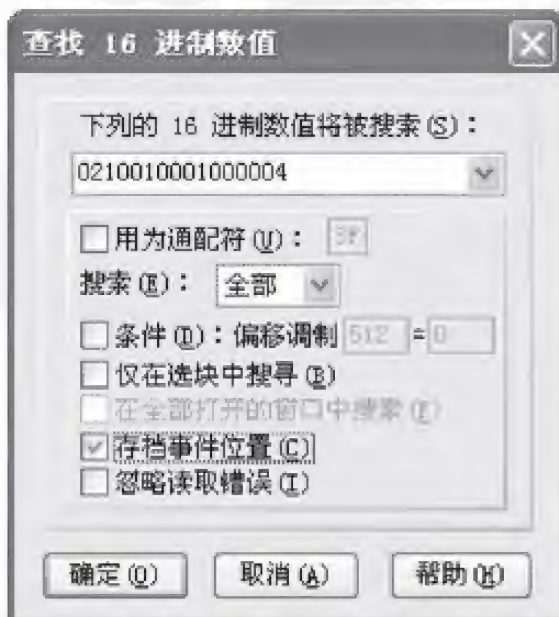 查找 16 进制数值
下列的 16 进制数值将被搜索(S):
0210010001000004
用为通配符(U): 3F
搜索(E): 全部
条件(D): 偏移调制 512 = 0
仅在选块中搜寻(B)
在全部打开的窗口中搜索(F)
存档事件位置(C)
忽略读取错误(I)
确定(O) 取消(A) 帮助(H)